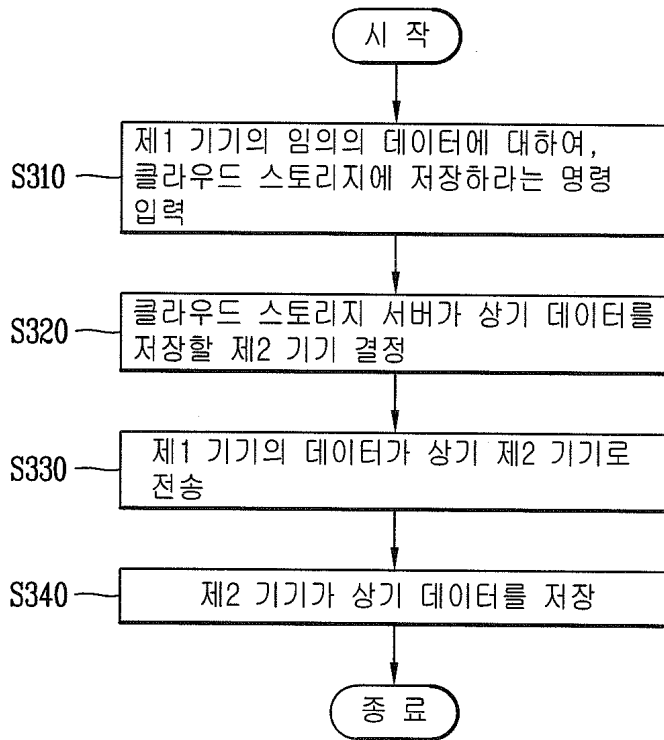 시 작
S310
제1 기기의 임의의 데이터에 대하여,
클라우드 스토리지에 저장하라는 명령
입력
S320
클라우드 스토리지 서버가 상기 데이터를
저장할 제2 기기 결정
S330
제1 기기의 데이터가 상기 제2 기기로
전송
S340
제2 기기가 상기 데이터를 저장
종 료